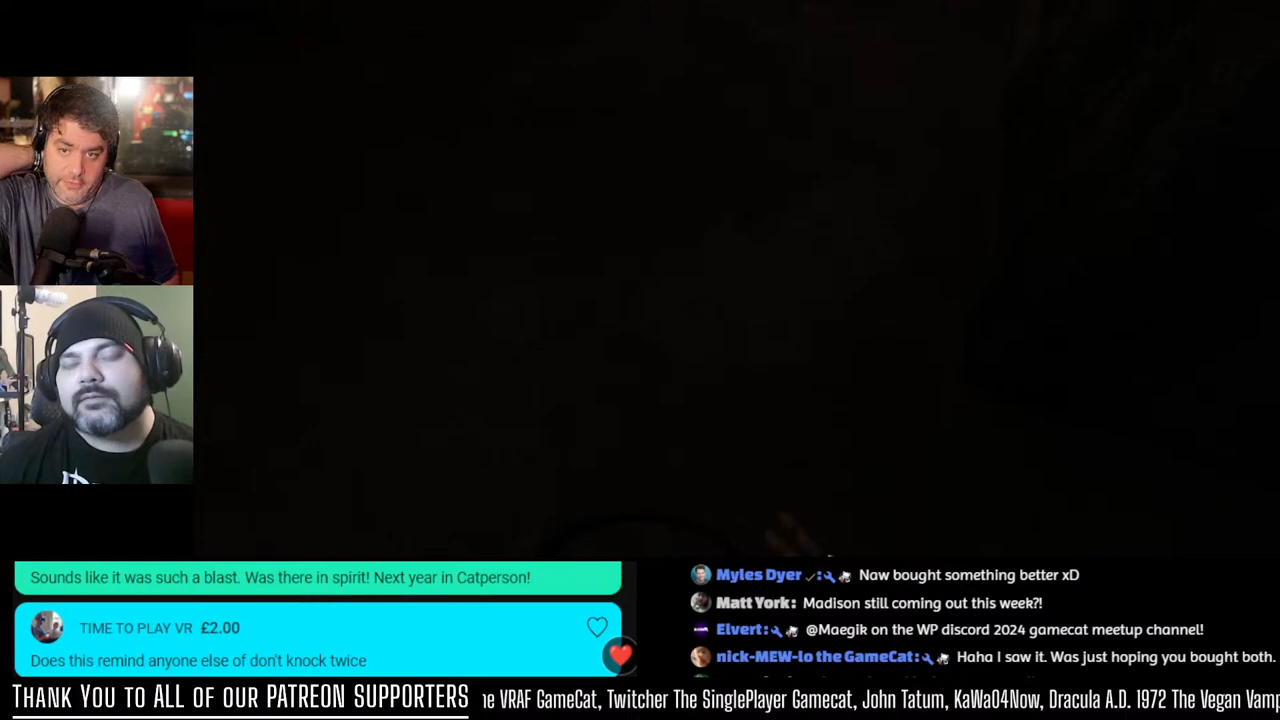 Sounds like it was such a blast. Was there in spirit! Next year in Catperson!
TIME TO PLAY VR £2.00
Does this remind anyone else of don't knock twice
Myles Dyer ✓: Naw bought something better xD
Matt York: Madison still coming out this week?!
Elvert: @Maegik on the WP discord 2024 gamecat meetup channel!
nick-MEW-lo the GameCat: Haha I saw it. Was just hoping you bought both.
THANK YOU TO ALL OF OUR PATREON SUPPORTERS
VRAF GameCat, Twitcher The SinglePlayer Gamecat, John Tatum, KaWa04Now, Dracula A.D. 1972 The Vegan